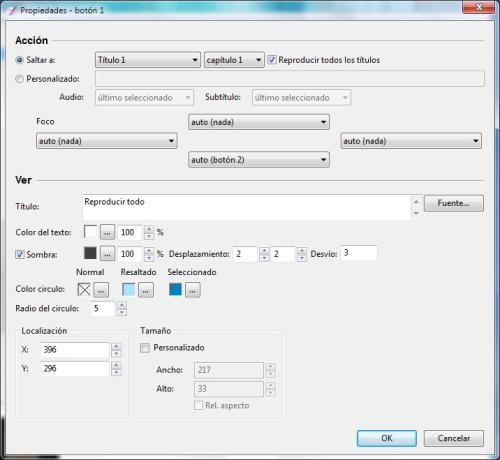 Propiedades - botón 1
Acción
Saltar a: Título 1 capítulo 1 Reproducir todos los títulos
Personalizado:
Audio: último seleccionado Subtítulo: último seleccionado
Foco auto (nada)
auto (nada) auto (nada)
auto (botón 2)
Ver
Título: Reproducir todo Fuente...
Color del texto: ... 100 %
Sombra: ... 100 % Desplazamiento: 2 2 Desvío: 3
Normal Resaltado Seleccionado
Color circulo: ... ... ...
Radio del circulo: 5
Localización Tamaño
X: 396 Personalizado
Y: 296 Ancho: 217
Alto: 33
Rel. aspecto
OK Cancelar